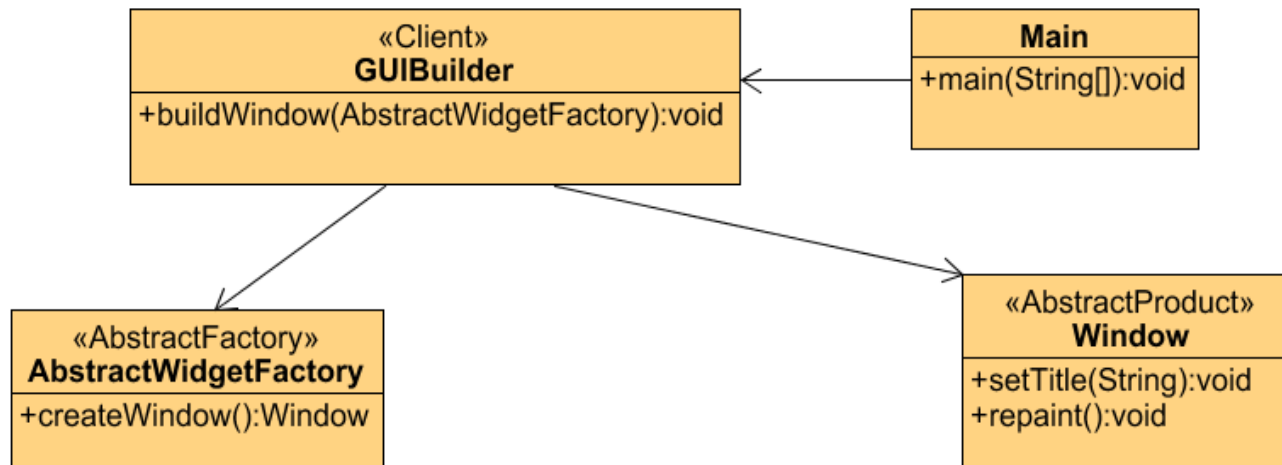 «Client»
GUIBuilder
+buildWindow(AbstractWidgetFactory):void
Main
+main(String[]):void
«AbstractFactory»
AbstractWidgetFactory
+createWindow():Window
«AbstractProduct»
Window
+setTitle(String):void
+repaint():void